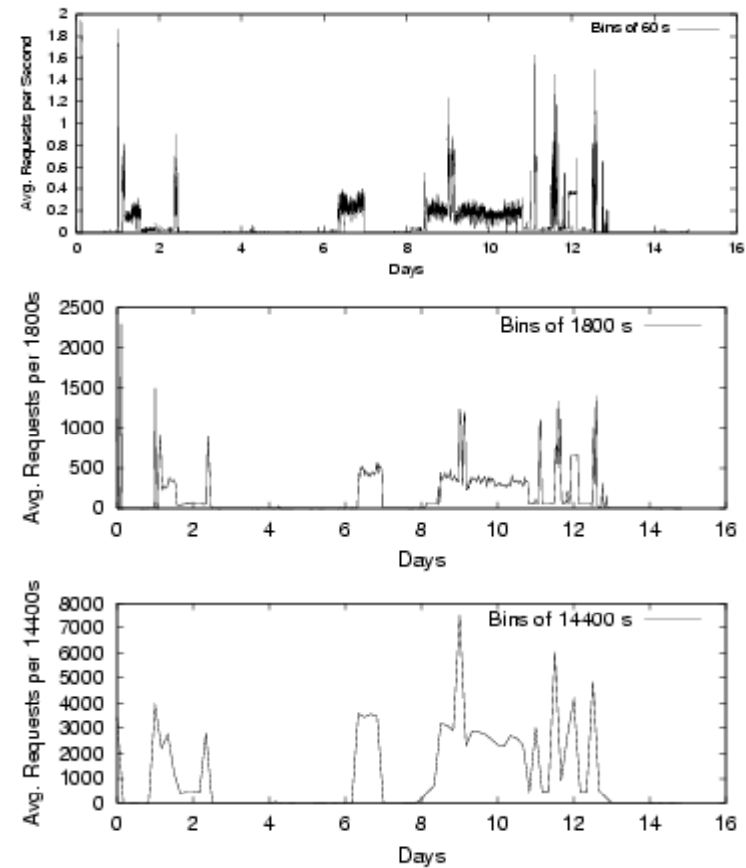 Avg. Requests per Second
2
1.8
1.6
1.4
1.2
1
0.8
0.6
0.4
0.2
0
Bins of 60 s
0 2 4 6 8 10 12 14 16
Days
Avg. Requests per 1800s
2500
2000
1500
1000
500
0
Bins of 1800 s
0 2 4 6 8 10 12 14 16
Days
Avg. Requests per 14400s
8000
7000
6000
5000
4000
3000
2000
1000
0
Bins of 14400 s
0 2 4 6 8 10 12 14 16
Days